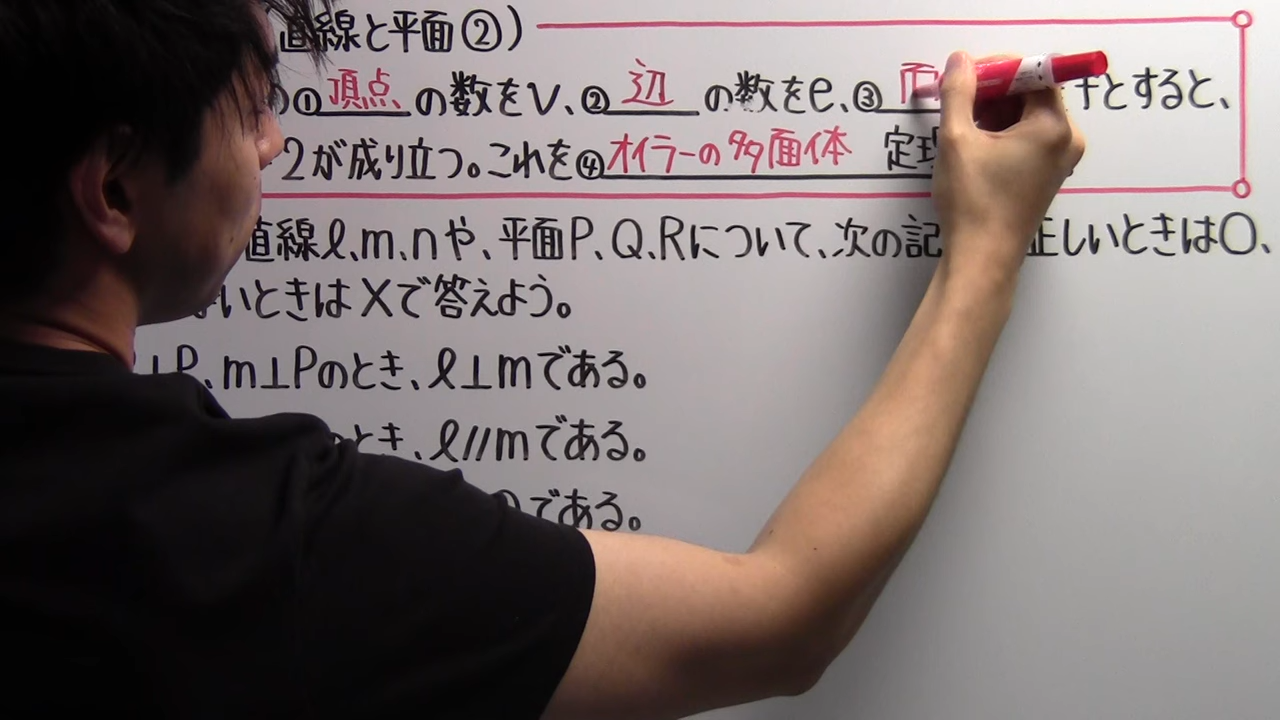 直線と平面②)
①頂点の数をv、②辺の数をe、③面 fとすると、
2が成り立つ。これを④オイラーの多面体 定理
直線l、m、nや、平面P、Q、Rについて、次の記 正しいときは○、
いときは×で答えよう。
⊥P、m⊥Pのとき、l⊥mである。
のとき、l//mである。
である。